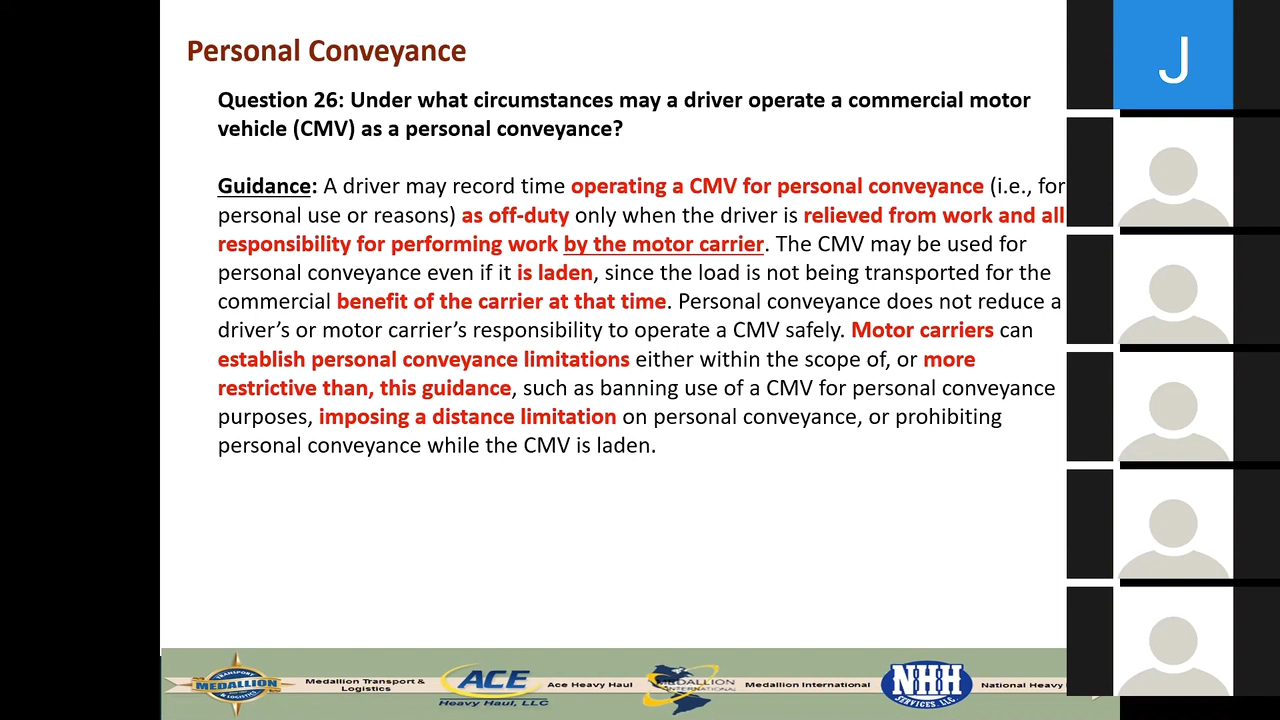 Personal Conveyance
Question 26: Under what circumstances may a driver operate a commercial motor
vehicle (CMV) as a personal conveyance?
Guidance: A driver may record time operating a CMV for personal conveyance (i.e., for
personal use or reasons) as off-duty only when the driver is relieved from work and all
responsibility for performing work by the motor carrier. The CMV may be used for
personal conveyance even if it is laden, since the load is not being transported for the
commercial benefit of the carrier at that time. Personal conveyance does not reduce a
driver’s or motor carrier’s responsibility to operate a CMV safely. Motor carriers can
establish personal conveyance limitations either within the scope of, or more
restrictive than, this guidance, such as banning use of a CMV for personal conveyance
purposes, imposing a distance limitation on personal conveyance, or prohibiting
personal conveyance while the CMV is laden.
J
TRANSPORT
MEDALLION
& LOGISTICS
Medallion Transport &
Logistics
ACE
Heavy Haul, LLC
Ace Heavy Haul
MEDALLION
INTERNATIONAL
Medallion International
NHH
SERVICES, LLC
National Heavy